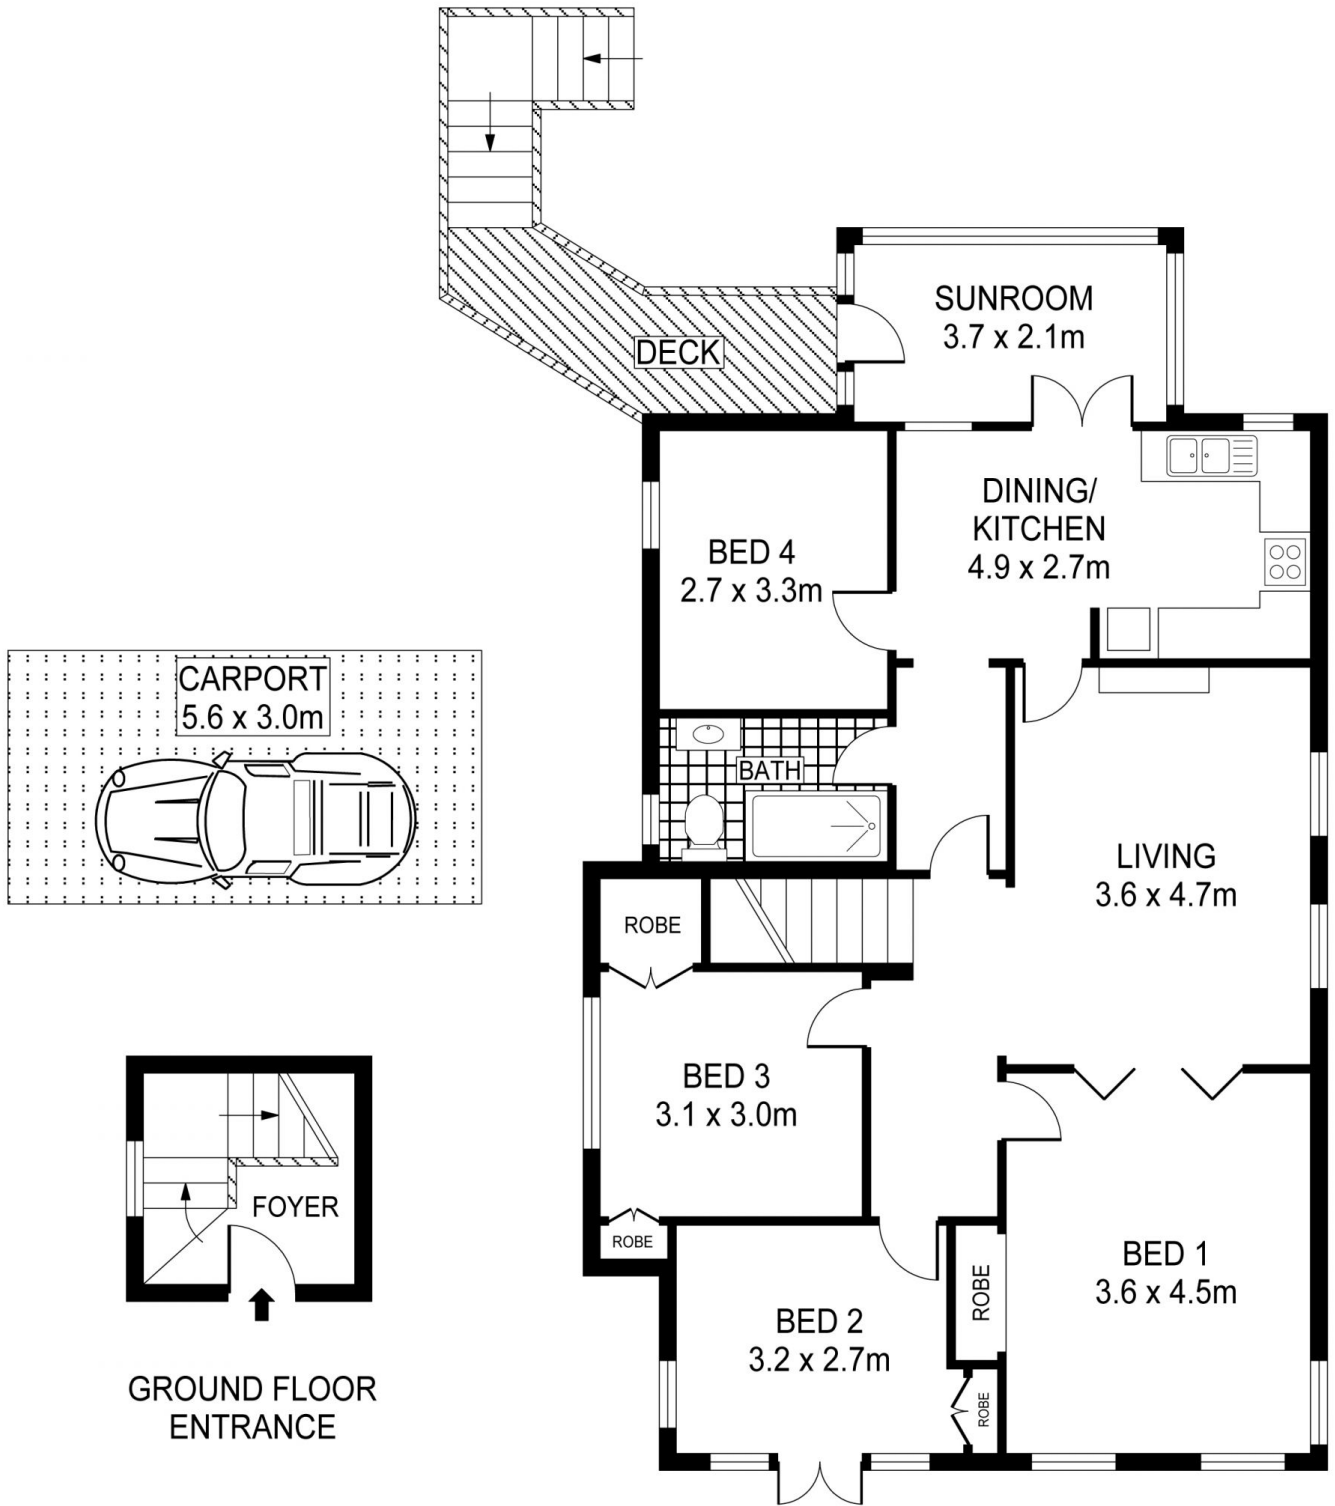 SUNROOM
3.7 x 2.1m
DECK
DINING/
KITCHEN
4.9 x 2.7m
BED 4
2.7 x 3.3m
CARPORT
5.6 x 3.0m
BATH
LIVING
3.6 x 4.7m
ROBE
BED 3
3.1 x 3.0m
FOYER
ROBE
BED 1
3.6 x 4.5m
ROBE
BED 2
3.2 x 2.7m
ROBE
GROUND FLOOR
ENTRANCE